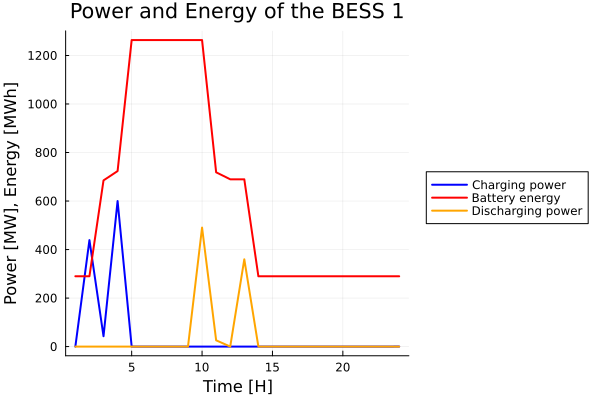 Power and Energy of the BESS 1
Power [MW], Energy [MWh]
1200
1000
800
600
400
200
0
5
10
15
20
Time [H]
Charging power
Battery energy
Discharging power